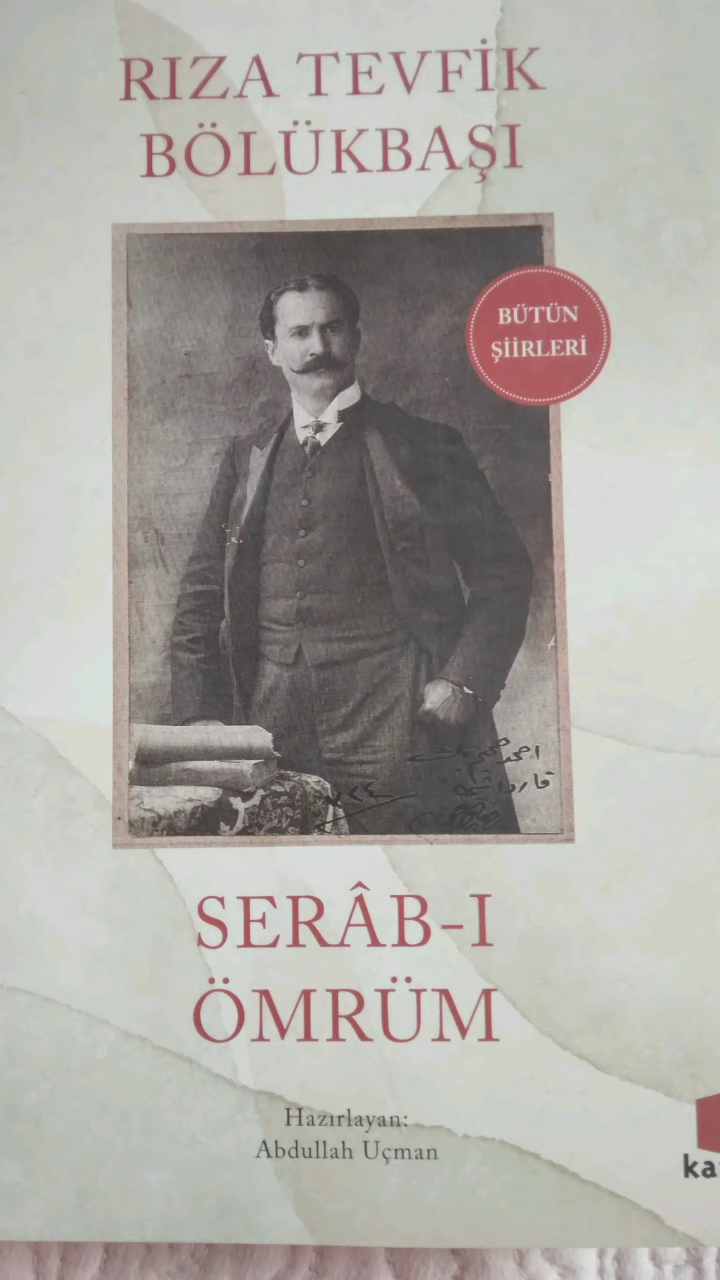 RIZA TEVFİK
BÖLÜKBAŞI
BÜTÜN
ŞİİRLERİ
SERÂB-I
ÖMRÜM
Hazırlayan:
Abdullah Uçman